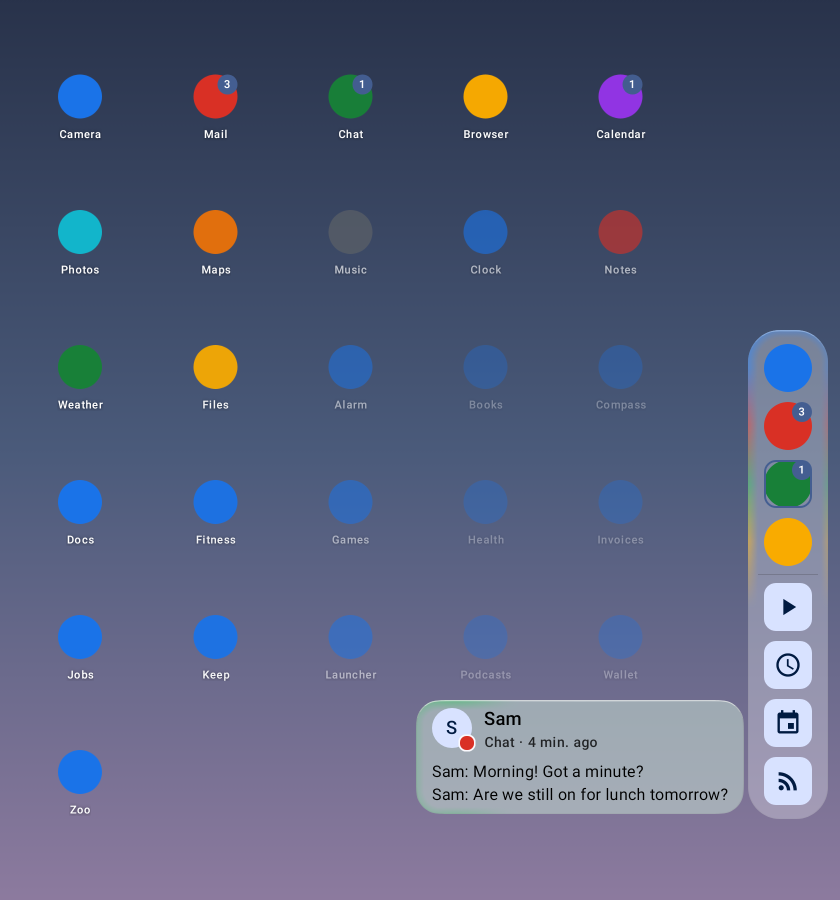 3
1
1
Camera
Mail
Chat
Browser
Calendar
Photos
Maps
Music
Clock
Notes
Weather
Files
Alarm
Books
Compass
3
1
Docs
Fitness
Games
Health
Invoices
Jobs
Keep
Launcher
Podcasts
Wallet
S
Sam
Chat · 4 min. ago
Sam: Morning! Got a minute?
Sam: Are we still on for lunch tomorrow?
Zoo